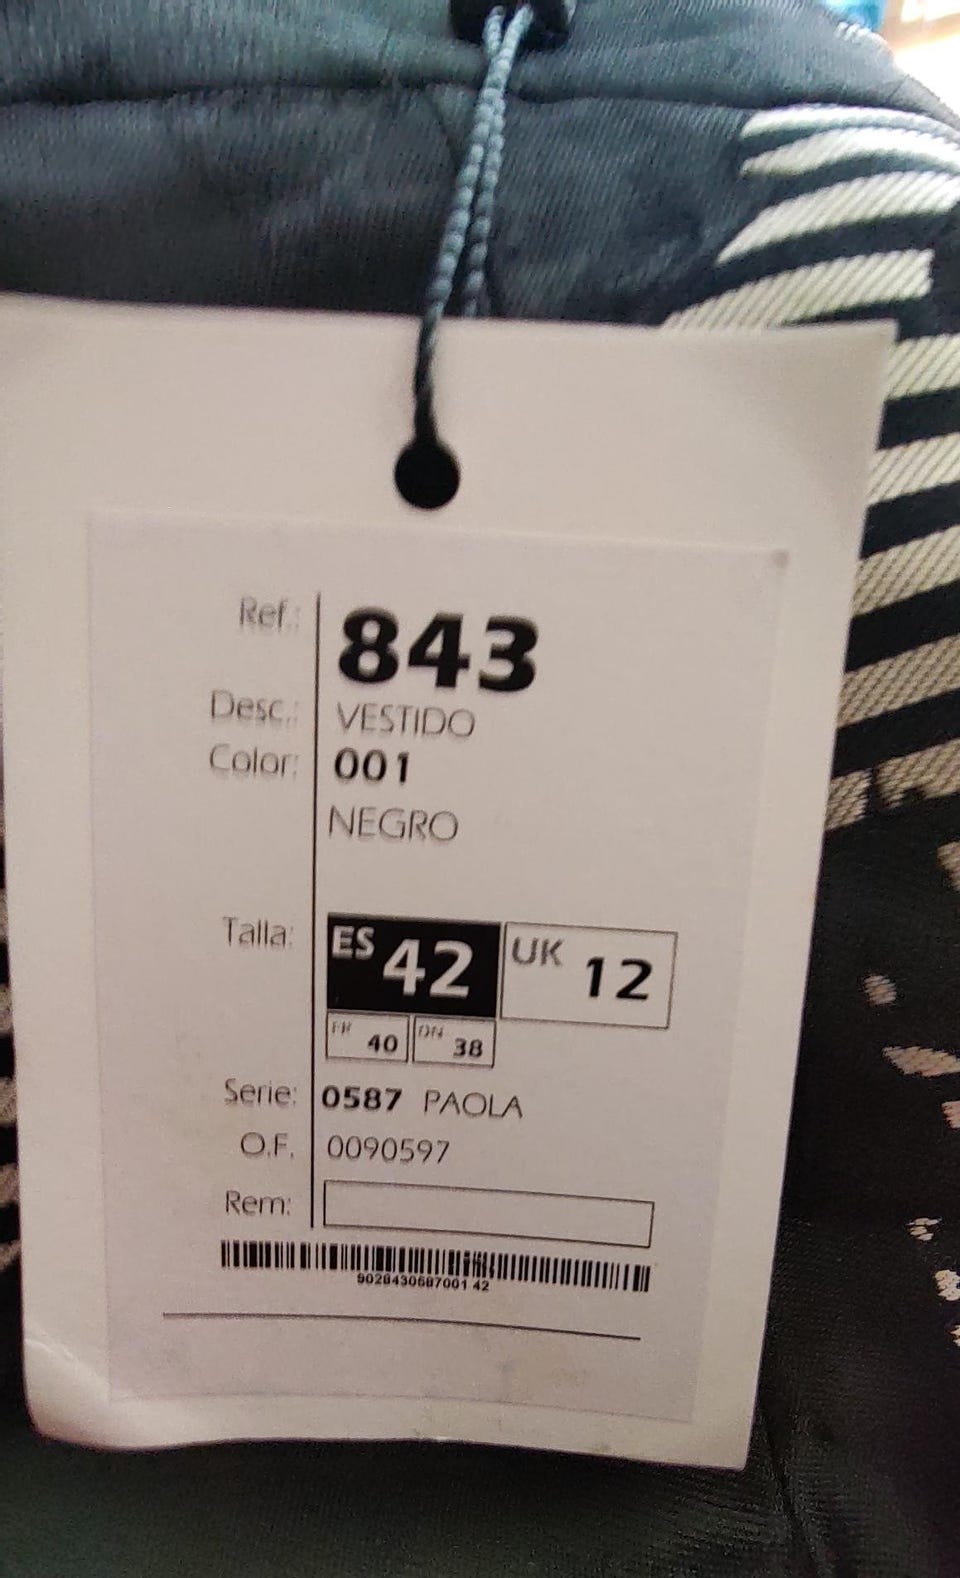 Ref.: 843
Desc.: VESTIDO
Color: 001
NEGRO
Talla: ES 42 UK 12
FR 40 DN 38
Serie: 0587 PAOLA
O.F. 0090597
Rem:
9028430587001 42